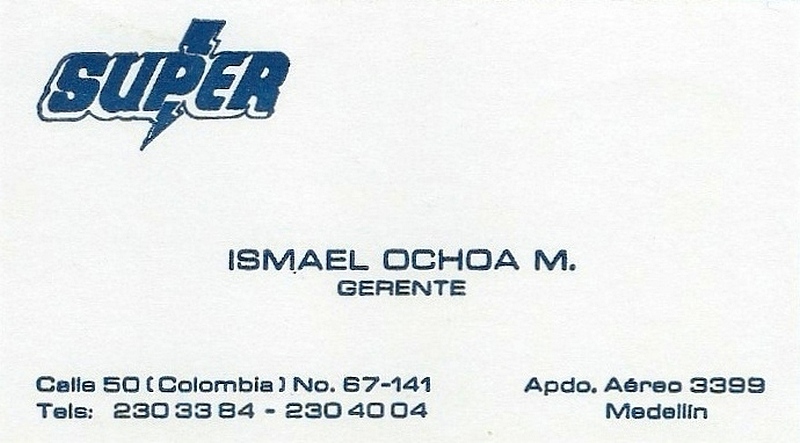 SUPER
ISMAEL OCHOA M.
GERENTE
Calle 50 (Colombia) No. 67-141
Tels: 230 33 84 - 230 40 04
Apdo. Aéreo 3399
Medellín